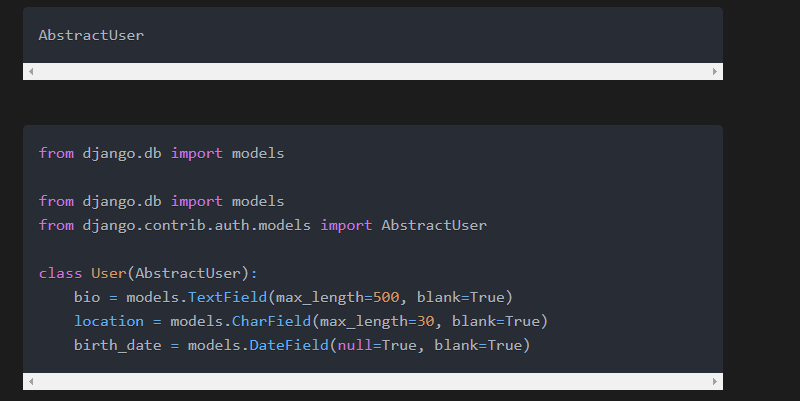 AbstractUser
from django.db import models
from django.db import models
from django.contrib.auth.models import AbstractUser
class User(AbstractUser):
    bio = models.TextField(max_length=500, blank=True)
    location = models.CharField(max_length=30, blank=True)
    birth_date = models.DateField(null=True, blank=True)